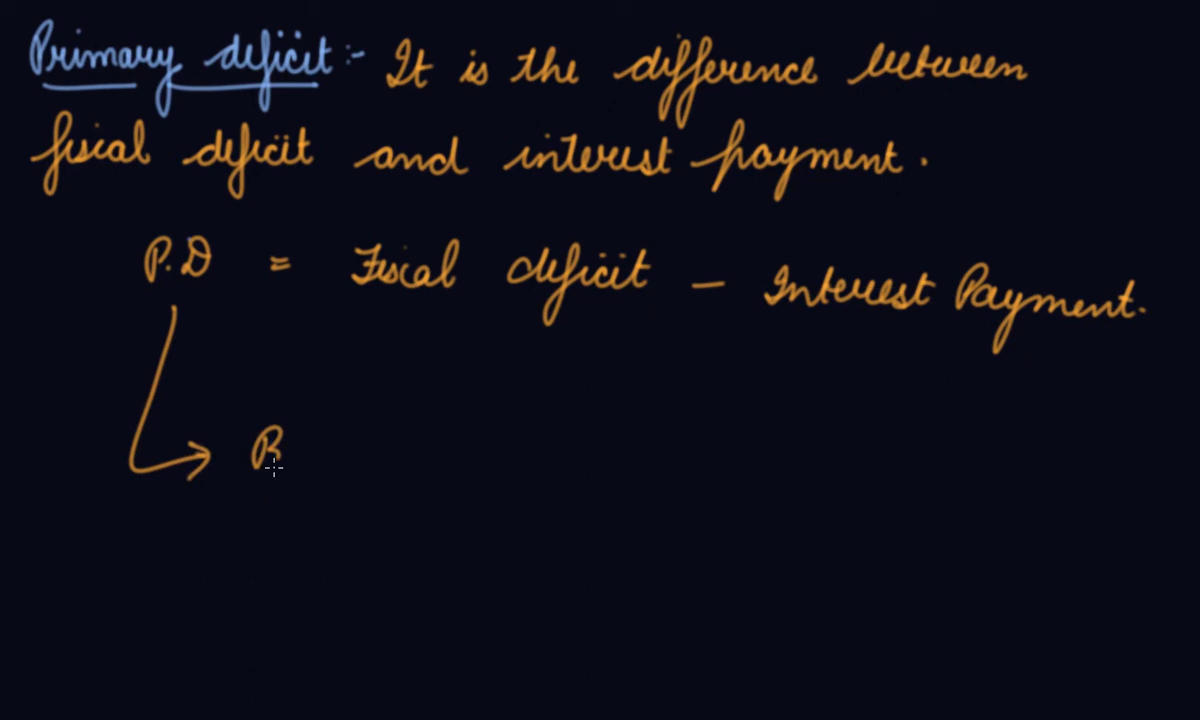 Primary deficit :- It is the difference between
fiscal deficit and interest payment.
P.D = Fiscal deficit - Interest Payment.
R